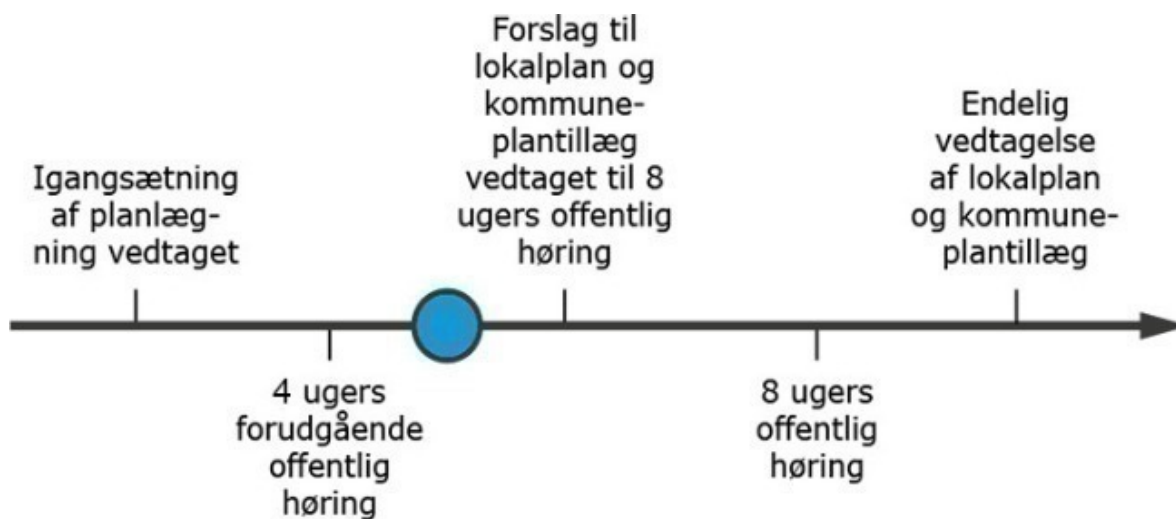 Igangsætning
af planlæg-
ning vedtaget
4 ugers
forudgående
offentlig
høring
Forslag til
lokalplan og
kommune-
plantillæg
vedtaget til 8
ugers offentlig
høring
8 ugers
offentlig
høring
Endelig
vedtagelse
af lokalplan
og kommune-
plantillæg